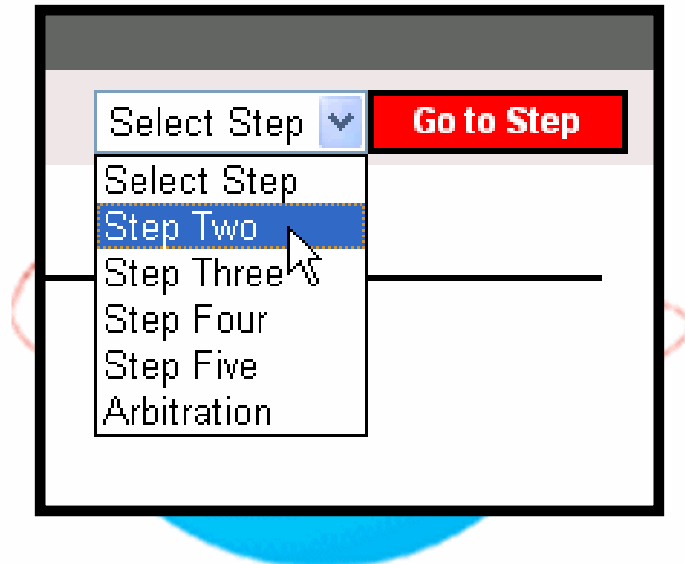 Select Step Go to Step
Select Step
Step Two
Step Three
Step Four
Step Five
Arbitration